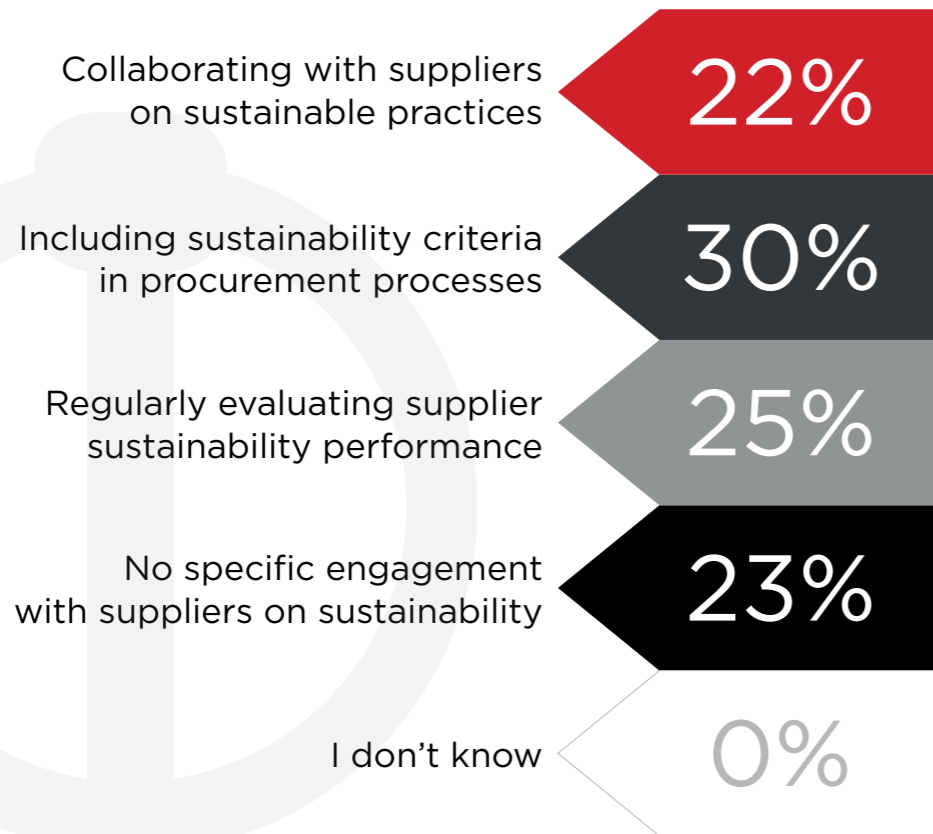 Collaborating with suppliers
on sustainable practices
22%
Including sustainability criteria
in procurement processes
30%
Regularly evaluating supplier
sustainability performance
25%
No specific engagement
with suppliers on sustainability
23%
I don’t know
0%